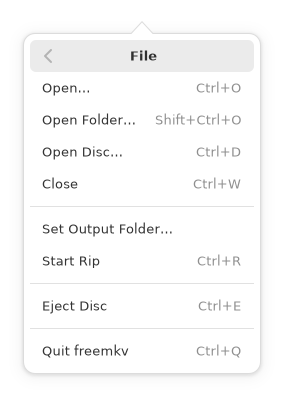 File
Open... Ctrl+O
Open Folder... Shift+Ctrl+O
Open Disc... Ctrl+D
Close Ctrl+W
Set Output Folder...
Start Rip Ctrl+R
Eject Disc Ctrl+E
Quit freemkv Ctrl+Q